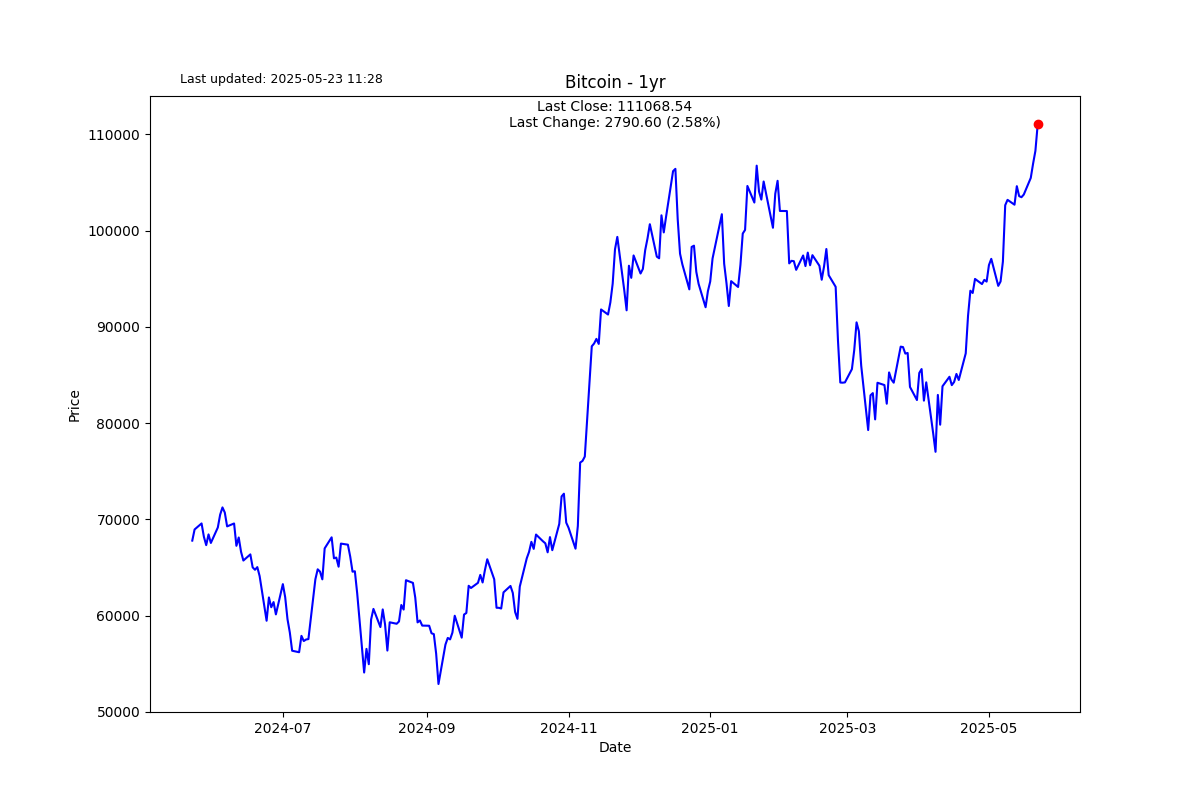 Last updated: 2025-05-23 11:28
Bitcoin - 1yr
Last Close: 111068.54
Last Change: 2790.60 (2.58%)
110000
100000
90000
80000
70000
60000
50000
Price
2024-07
2024-09
2024-11
2025-01
2025-03
2025-05
Date